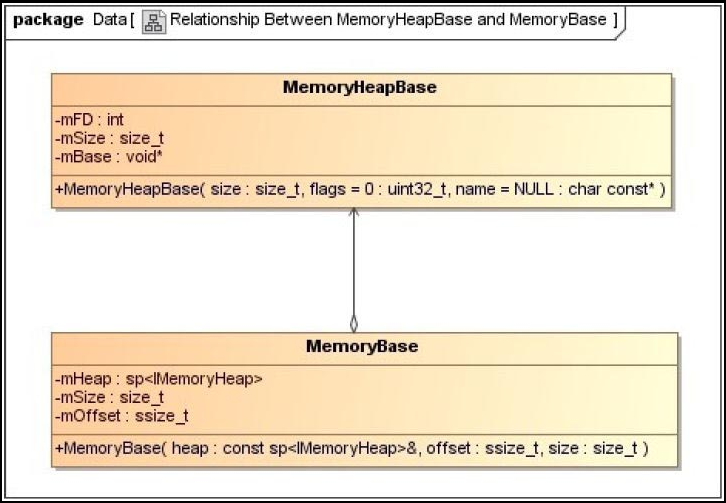 package Data [ Relationship Between MemoryHeapBase and MemoryBase ]
MemoryHeapBase
-mFD : int
-mSize : size_t
-mBase : void*
+MemoryHeapBase( size : size_t, flags = 0 : uint32_t, name = NULL : char const* )
MemoryBase
-mHeap : sp<IMemoryHeap>
-mSize : size_t
-mOffset : ssize_t
+MemoryBase( heap : const sp<IMemoryHeap>&, offset : ssize_t, size : size_t )